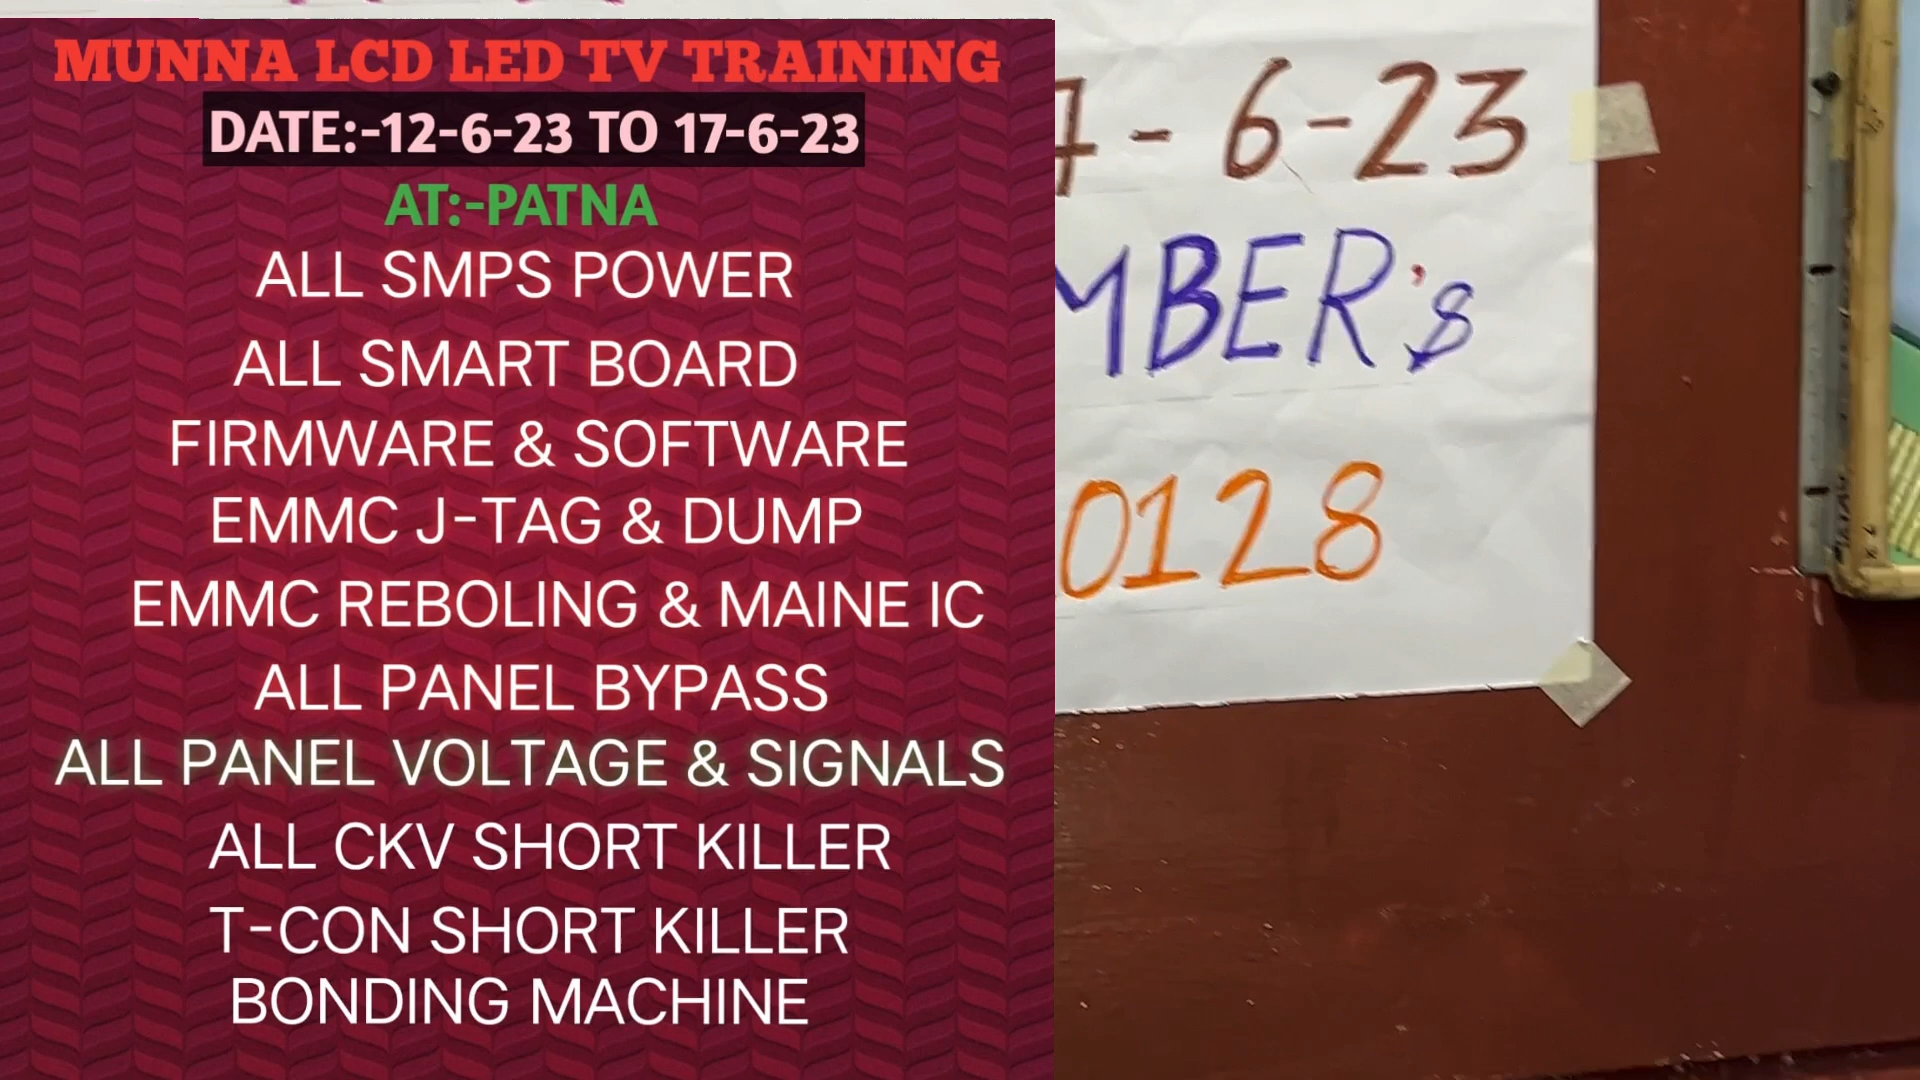 MUNNA LCD LED TV TRAINING
DATE:-12-6-23 TO 17-6-23
AT:-PATNA
ALL SMPS POWER
ALL SMART BOARD
FIRMWARE & SOFTWARE
EMMC J-TAG & DUMP
EMMC REBOLING & MAINE IC
ALL PANEL BYPASS
ALL PANEL VOLTAGE & SIGNALS
ALL CKV SHORT KILLER
T-CON SHORT KILLER
BONDING MACHINE
7 - 6 - 23
MBER's
0128